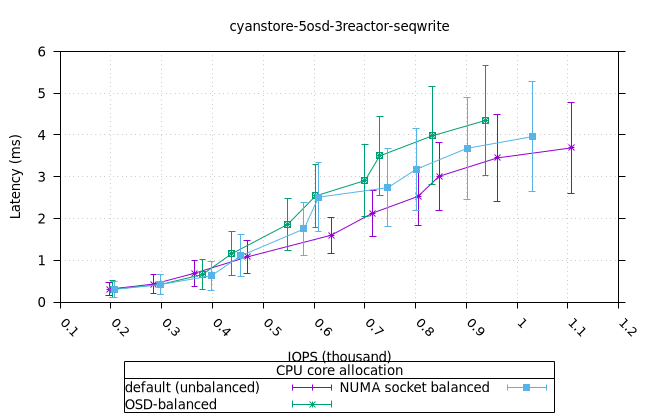 cyanstore-5osd-3reactor-seqwrite
6
5
4
3
2
1
0
Latency (ms)
0.1
0.2
0.3
0.4
0.5
0.6
0.7
0.8
0.9
1
1.1
1.2
IOPS (thousand)
CPU core allocation
default (unbalanced)
NUMA socket balanced
OSD-balanced